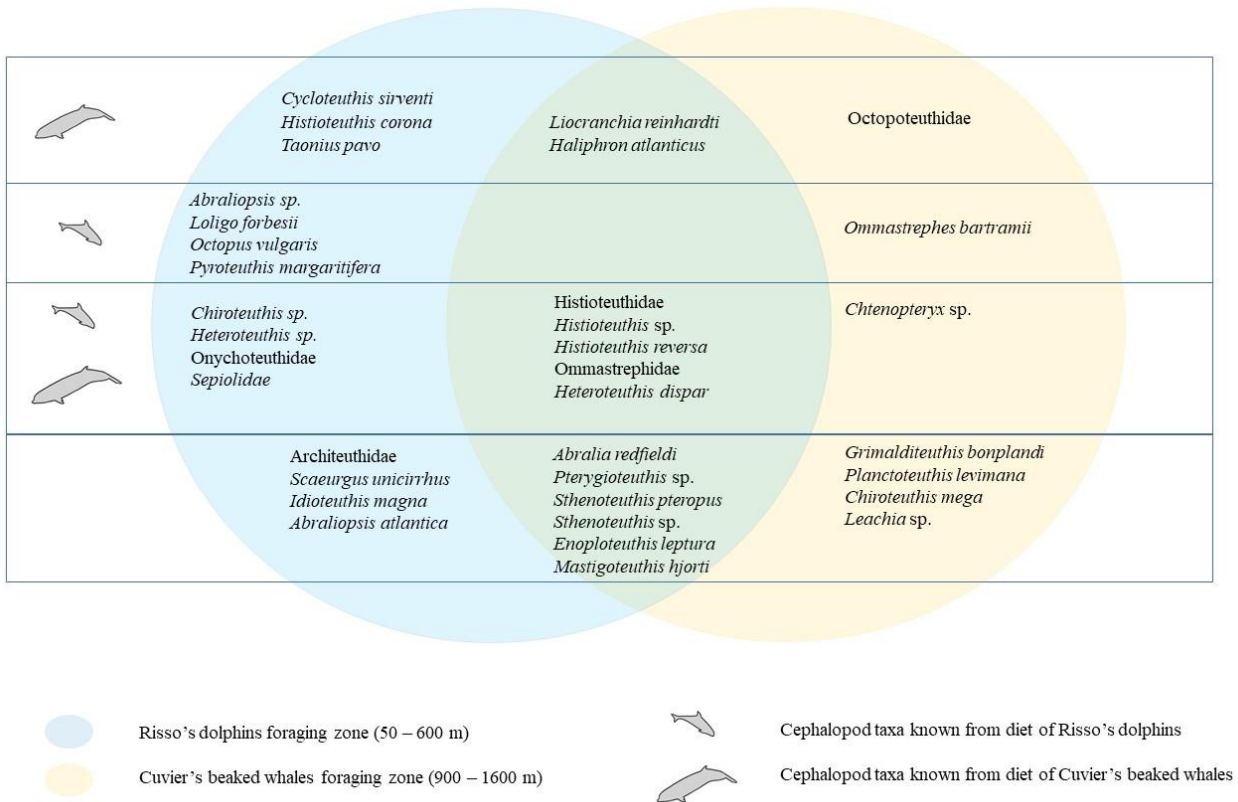 Cycloteuthis sirventi
Histioteuthis corona
Taonius pavo
Liocranchia reinhardti
Haliphron atlanticus
Octopoteuthidae
Abraliopsis sp.
Loligo forbesii
Octopus vulgaris
Pyroteuthis margaritifera
Ommastrephes bartramii
Chiroteuthis sp.
Heteroteuthis sp.
Onychoteuthidae
Sepiolidae
Histioteuthidae
Histioteuthis sp.
Histioteuthis reversa
Ommastrephidae
Heteroteuthis dispar
Chtenopteryx sp.
Architeuthidae
Scaeurgus unicirrhus
Idioteuthis magna
Abraliopsis atlantica
Abralia redfieldi
Pterygioteuthis sp.
Sthenoteuthis pteropus
Sthenoteuthis sp.
Enoploteuthis leptura
Mastigoteuthis hjorti
Grimalditeuthis bonplandi
Planctoteuthis levimana
Chiroteuthis mega
Leachia sp.
Risso's dolphins foraging zone (50 – 600 m)
Cuvier's beaked whales foraging zone (900 – 1600 m)
Cephalopod taxa known from diet of Risso's dolphins
Cephalopod taxa known from diet of Cuvier's beaked whales